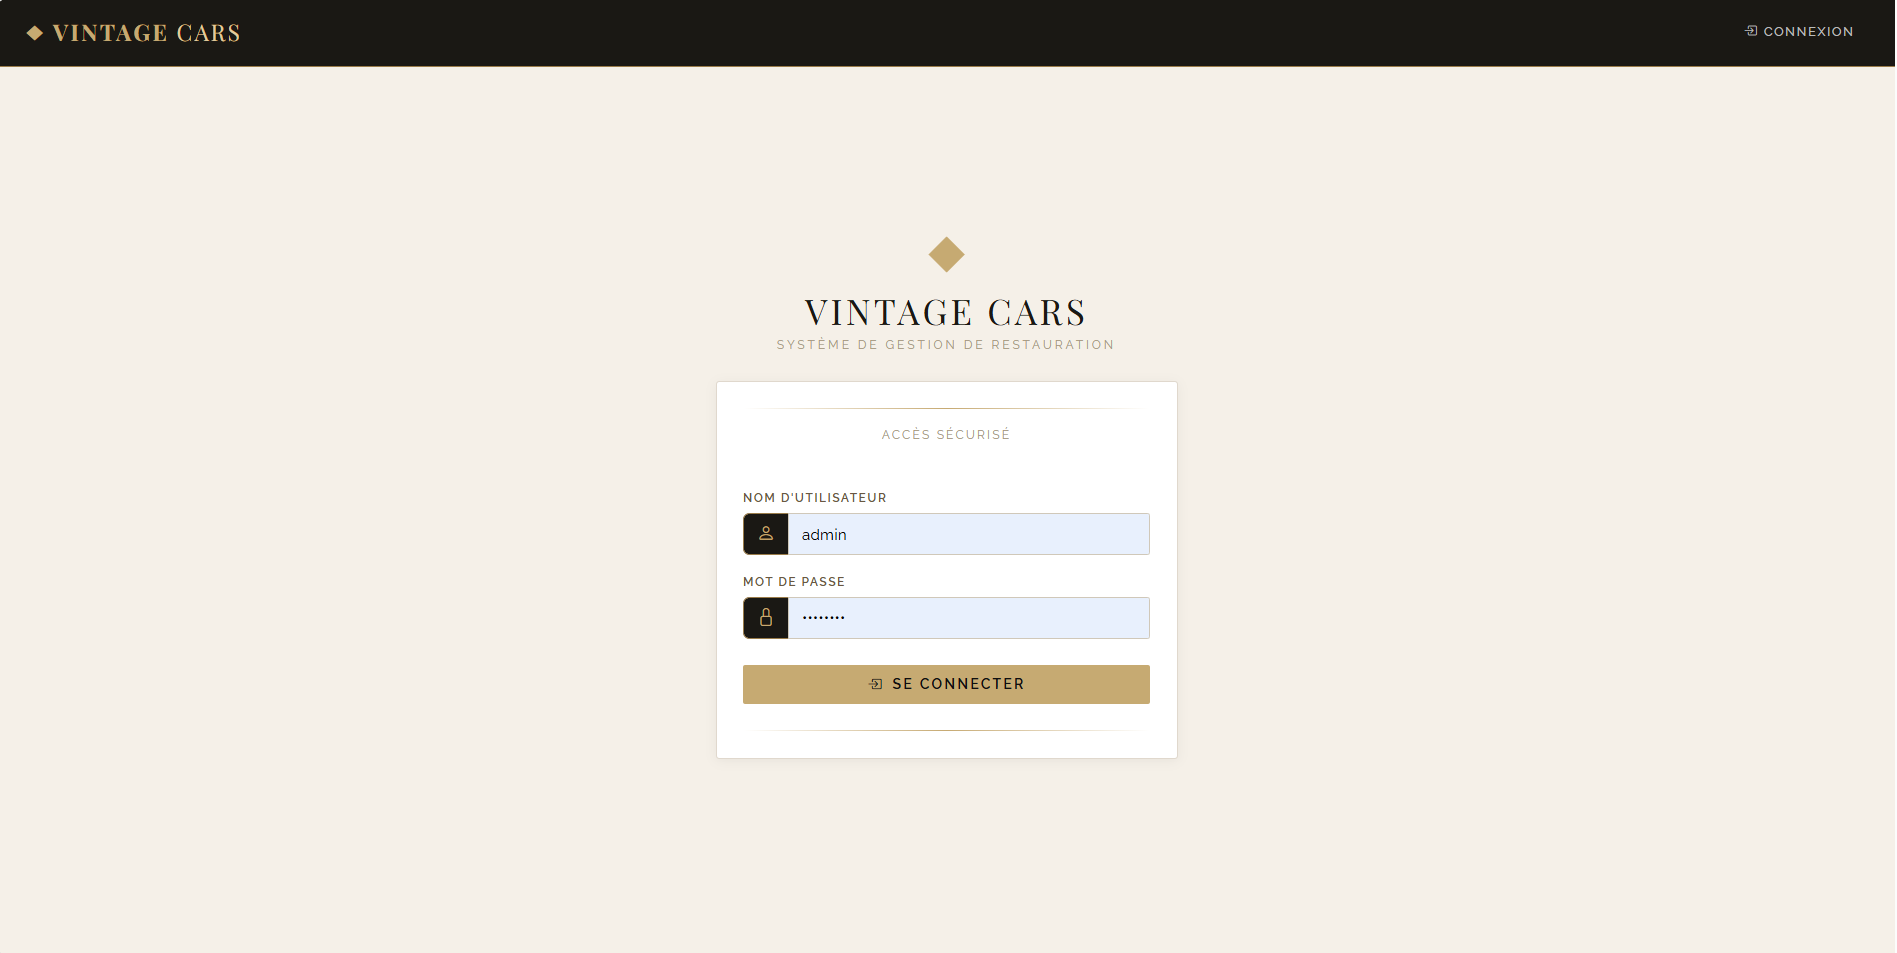 VINTAGE CARS
CONNEXION
VINTAGE CARS
SYSTÈME DE GESTION DE RESTAURATION
ACCÈS SÉCURISÉ
NOM D'UTILISATEUR
admin
MOT DE PASSE
••••••••
SE CONNECTER